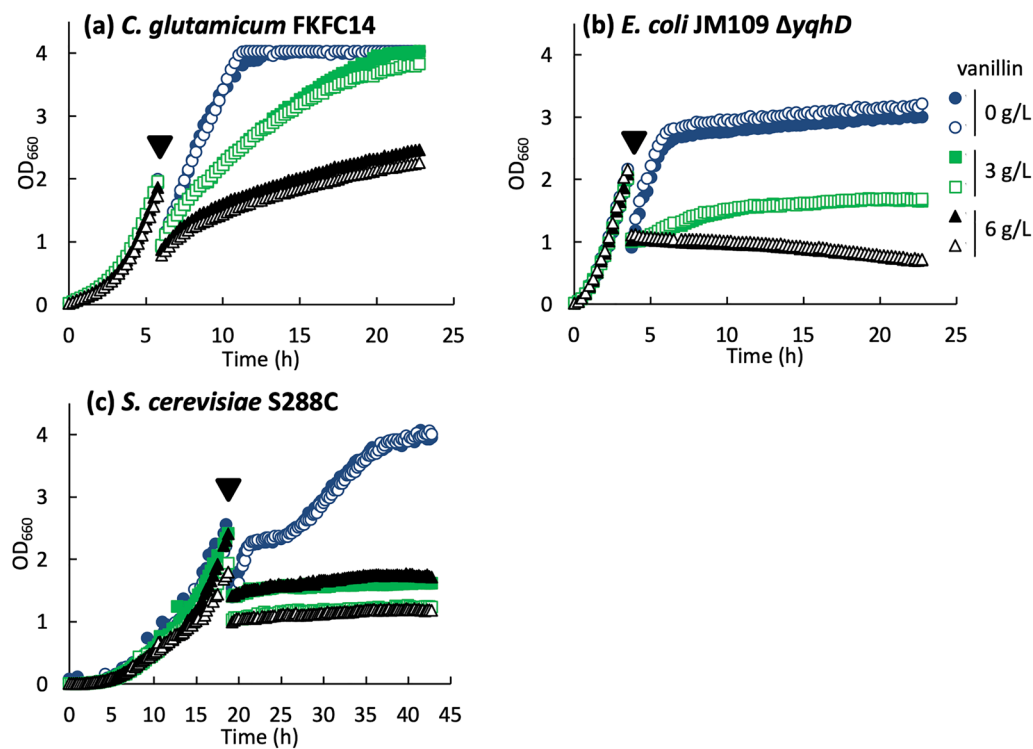 (a) C. glutamicum FKFC14
4
3
2
1
0
OD660
0 5 10 15 20 25
Time (h)
(b) E. coli JM109 ΔyqhD
4
3
2
1
0
OD660
0 5 10 15 20 25
Time (h)
vanillin
0 g/L
3 g/L
6 g/L
(c) S. cerevisiae S288C
4
3
2
1
0
OD660
0 5 10 15 20 25 30 35 40 45
Time (h)